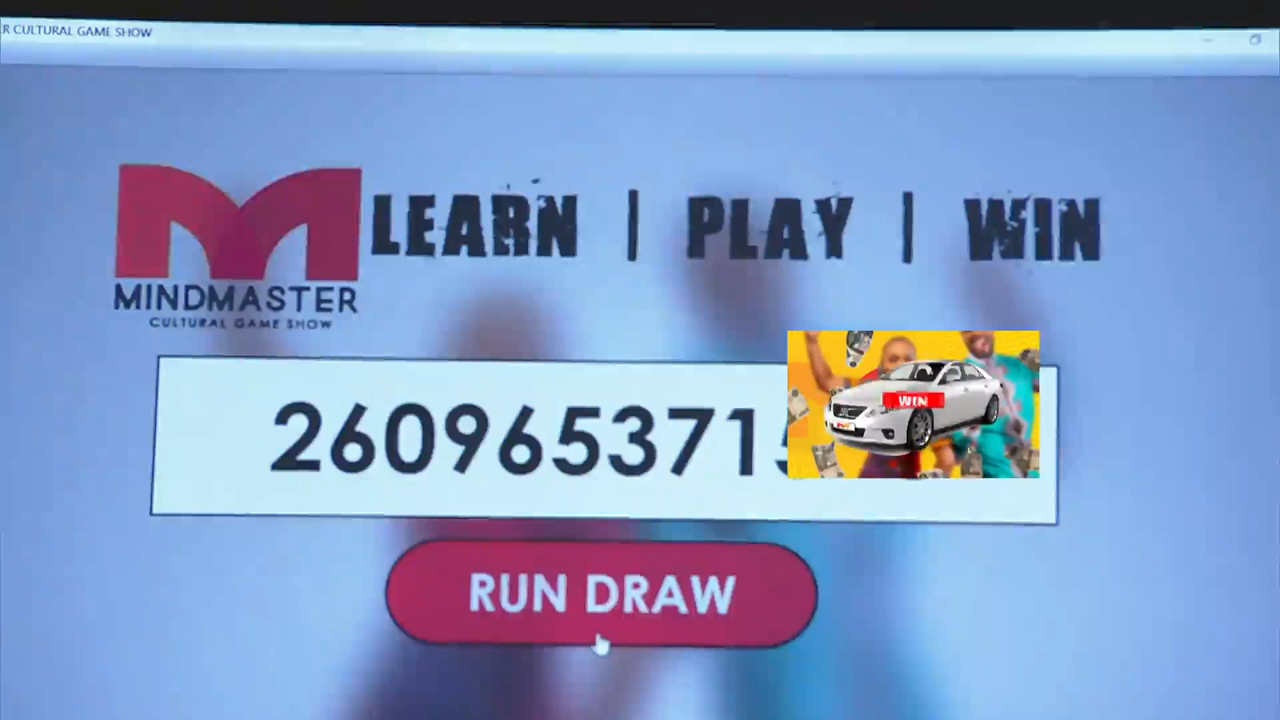 R CULTURAL GAME SHOW
LEARN | PLAY | WIN
MINDMASTER
CULTURAL GAME SHOW
260965371
WIN
RUN DRAW